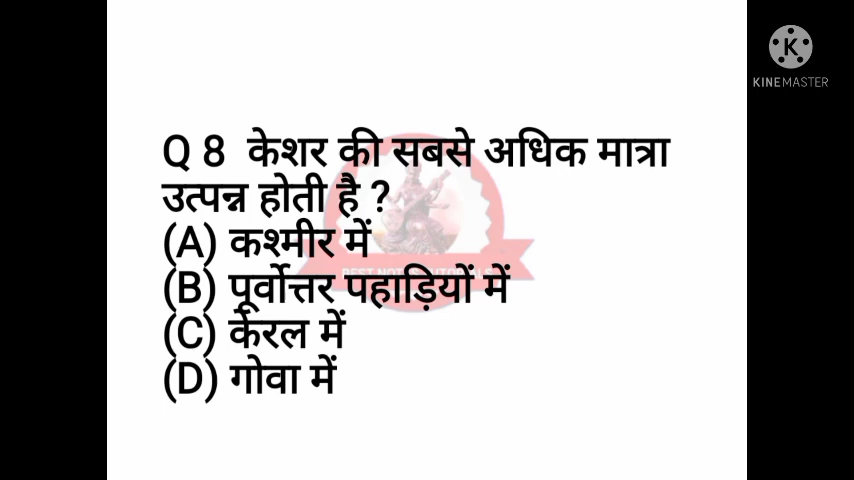 KINEMASTER
Q 8 केशर की सबसे अधिक मात्रा
उत्पन्न होती है ?
(A) कश्मीर में
(B) पूर्वोत्तर पहाड़ियों में
(C) केरल में
(D) गोवा में